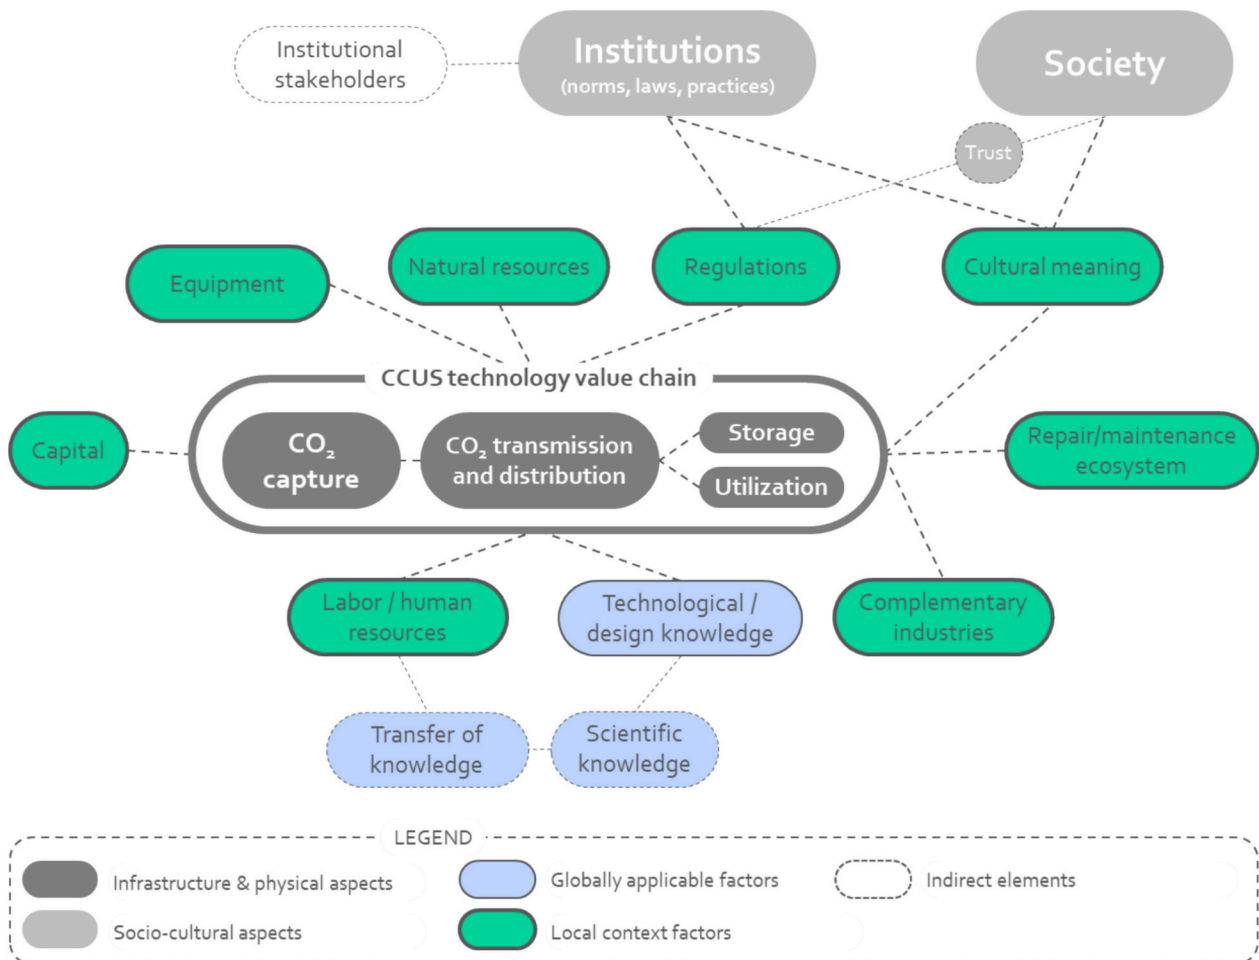 Institutional
stakeholders
Institutions
(norms, laws, practices)
Society
Trust
Equipment
Natural resources
Regulations
Cultural meaning
CCUS technology value chain
Capital
CO₂
capture
CO₂ transmission
and distribution
Storage
Utilization
Repair/maintenance
ecosystem
Labor / human
resources
Technological /
design knowledge
Complementary
industries
Transfer of
knowledge
Scientific
knowledge
LEGEND
Infrastructure & physical aspects
Globally applicable factors
Indirect elements
Socio-cultural aspects
Local context factors